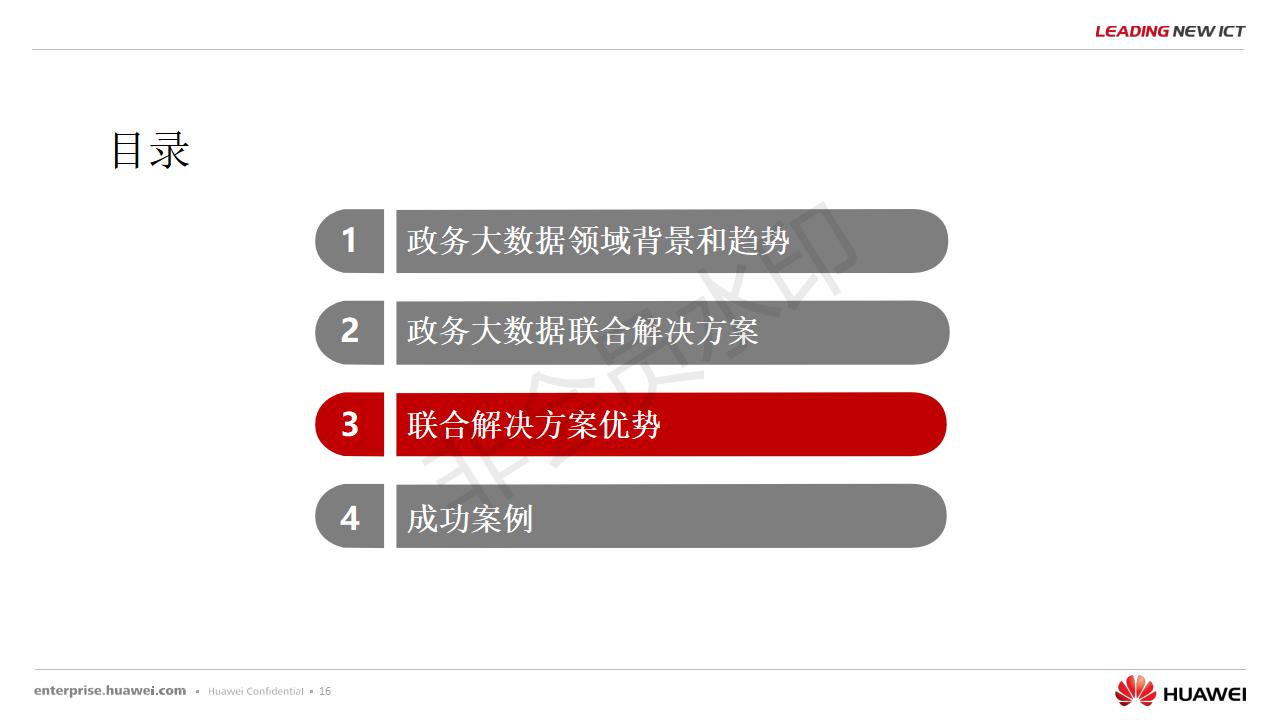 LEADING NEW ICT
目录
1 政务大数据领域背景和趋势
2 政务大数据联合解决方案
3 联合解决方案优势
4 成功案例
非会员水印
enterprise.huawei.com ▪ Huawei Confidential ▪ 16
HUAWEI